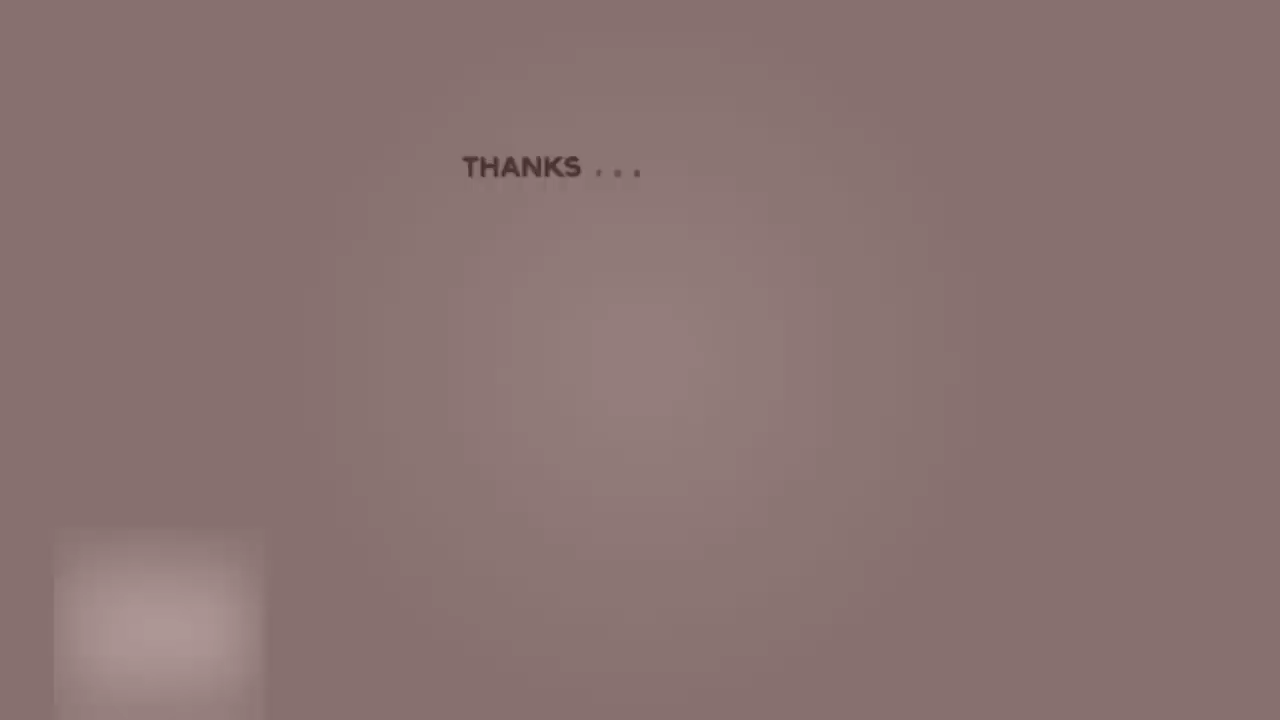 THANKS . . .